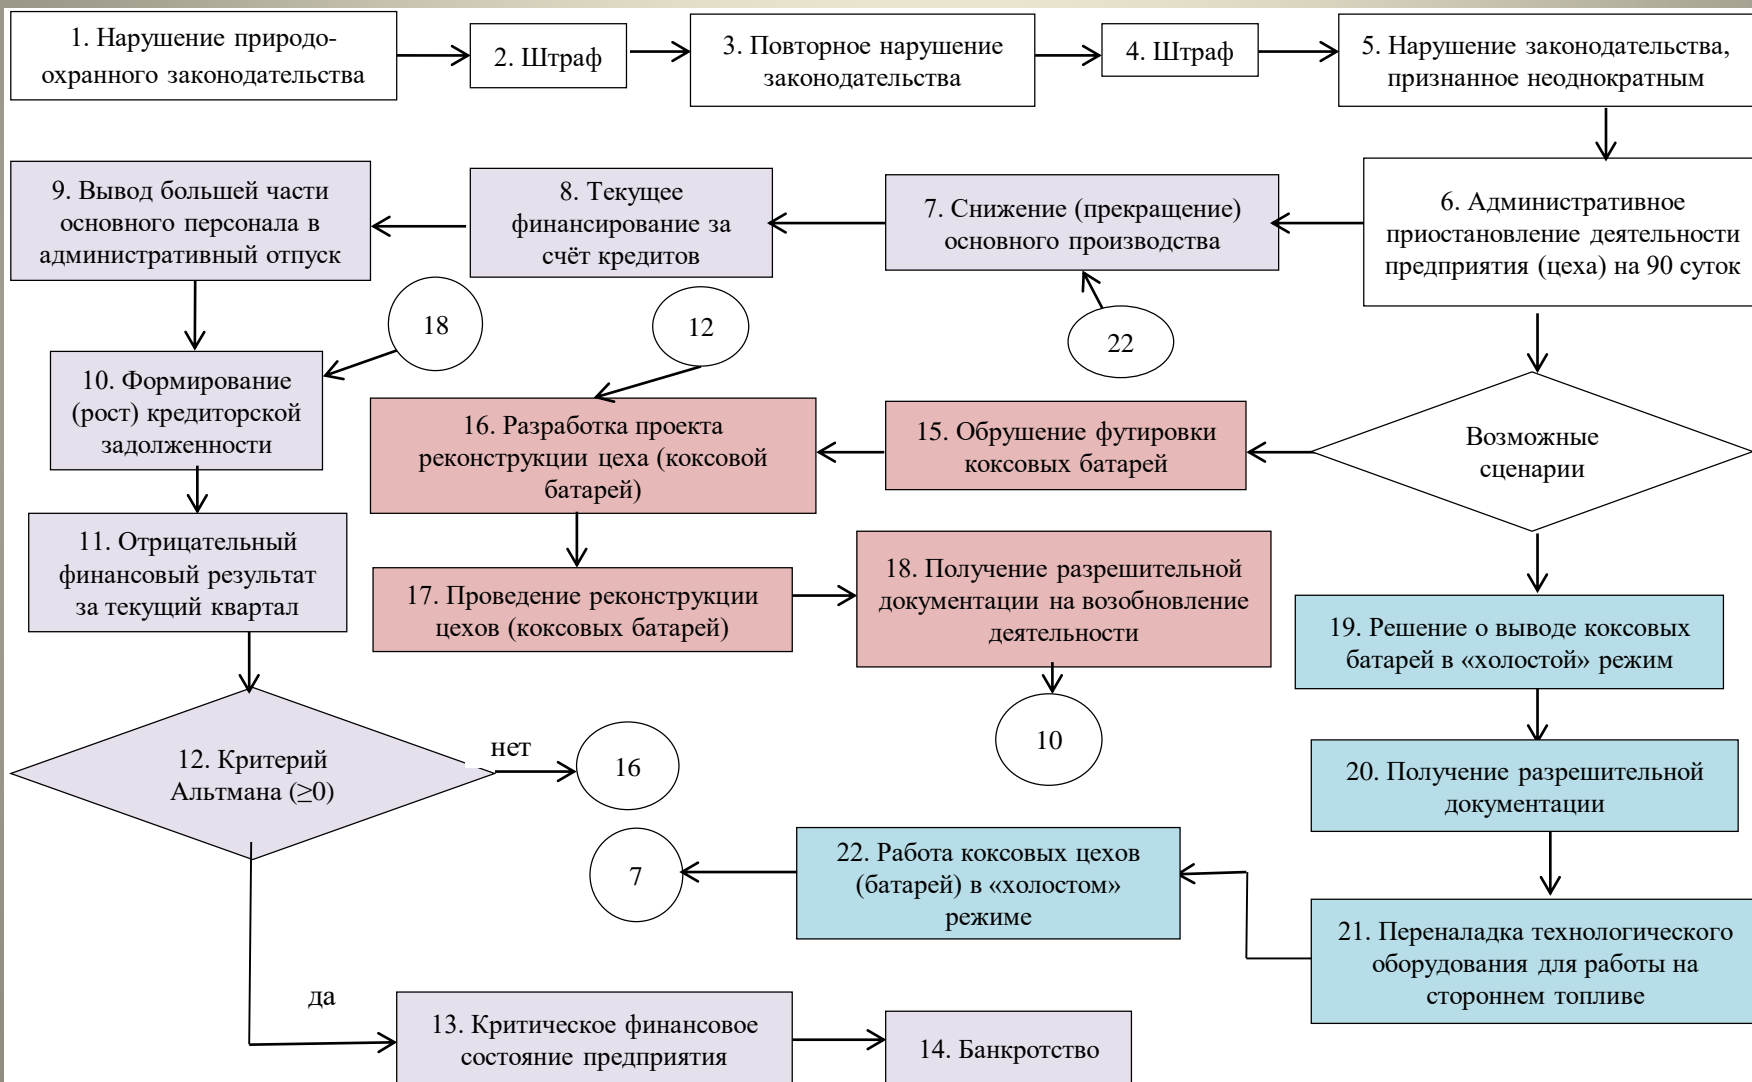 1. Нарушение природо-
охранного законодательства
2. Штраф
3. Повторное нарушение
законодательства
4. Штраф
5. Нарушение законодательства,
признанное неоднократным
9. Вывод большей части
основного персонала в
административный отпуск
8. Текущее
финансирование за
счёт кредитов
7. Снижение (прекращение)
основного производства
6. Административное
приостановление деятельности
предприятия (цеха) на 90 суток
18
12
22
10. Формирование
(рост) кредиторской
задолженности
16. Разработка проекта
реконструкции цеха (коксовой
батарей)
15. Обрушение футировки
коксовых батарей
Возможные
сценарии
11. Отрицательный
финансовый результат
за текущий квартал
17. Проведение реконструкции
цехов (коксовых батарей)
18. Получение разрешительной
документации на возобновление
деятельности
19. Решение о выводе коксовых
батарей в «холостой» режим
12. Критерий
Альтмана (≥0)
нет
16
10
20. Получение разрешительной
документации
7
22. Работа коксовых цехов
(батарей) в «холостом»
режиме
21. Переналадка технологического
оборудования для работы на
стороннем топливе
да
13. Критическое финансовое
состояние предприятия
14. Банкротство